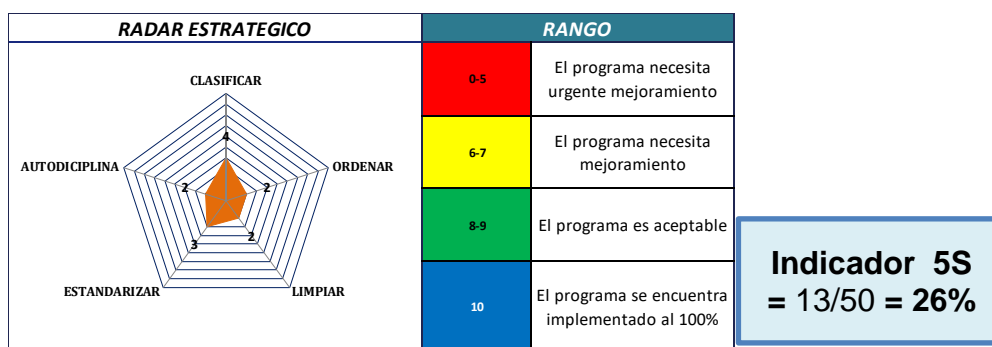 RADAR ESTRATEGICO
CLASIFICAR
4
AUTODICIPLINA
2
2
ORDENAR
3
2
ESTANDARIZAR
LIMPIAR
RANGO
0-5
El programa necesita
urgente mejoramiento
6-7
El programa necesita
mejoramiento
8-9
El programa es aceptable
10
El programa se encuentra
implementado al 100%
Indicador 5S
= 13/50 = 26%